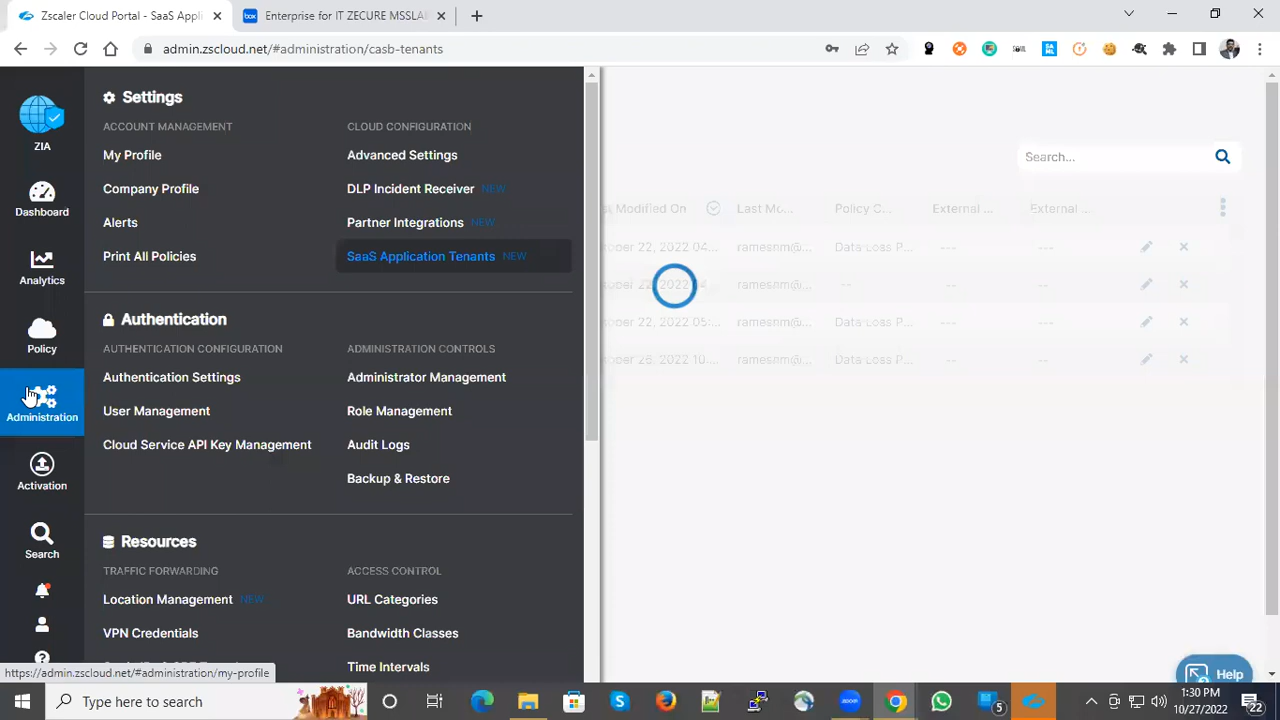 Zscaler Cloud Portal - SaaS Appli
Enterprise for IT ZECURE MSSLAB
admin.zscloud.net/#administration/casb-tenants
ZIA
Dashboard
Analytics
Policy
Administration
Activation
Search
Settings
ACCOUNT MANAGEMENT
My Profile
Company Profile
Alerts
Print All Policies
CLOUD CONFIGURATION
Advanced Settings
DLP Incident Receiver NEW
Partner Integrations NEW
SaaS Application Tenants NEW
Authentication
AUTHENTICATION CONFIGURATION
Authentication Settings
User Management
Cloud Service API Key Management
ADMINISTRATION CONTROLS
Administrator Management
Role Management
Audit Logs
Backup & Restore
Resources
TRAFFIC FORWARDING
Location Management NEW
VPN Credentials
ACCESS CONTROL
URL Categories
Bandwidth Classes
Time Intervals
Search...
Modified On Last Mo... Policy C... External ... External ...
ober 22, 2022 04... ramesnm@... Data Loss P... --- ---
ober 22, 2022 ramesnm@... -- --- ---
ober 22, 2022 05:... ramesnm@... Data Loss P... --- ---
ober 26, 2022 10... ramesnm@... Data Loss P... --- ---
Help
https://admin.zscloud.net/#administration/my-profile
Type here to search
5
1:30 PM
10/27/2022
22